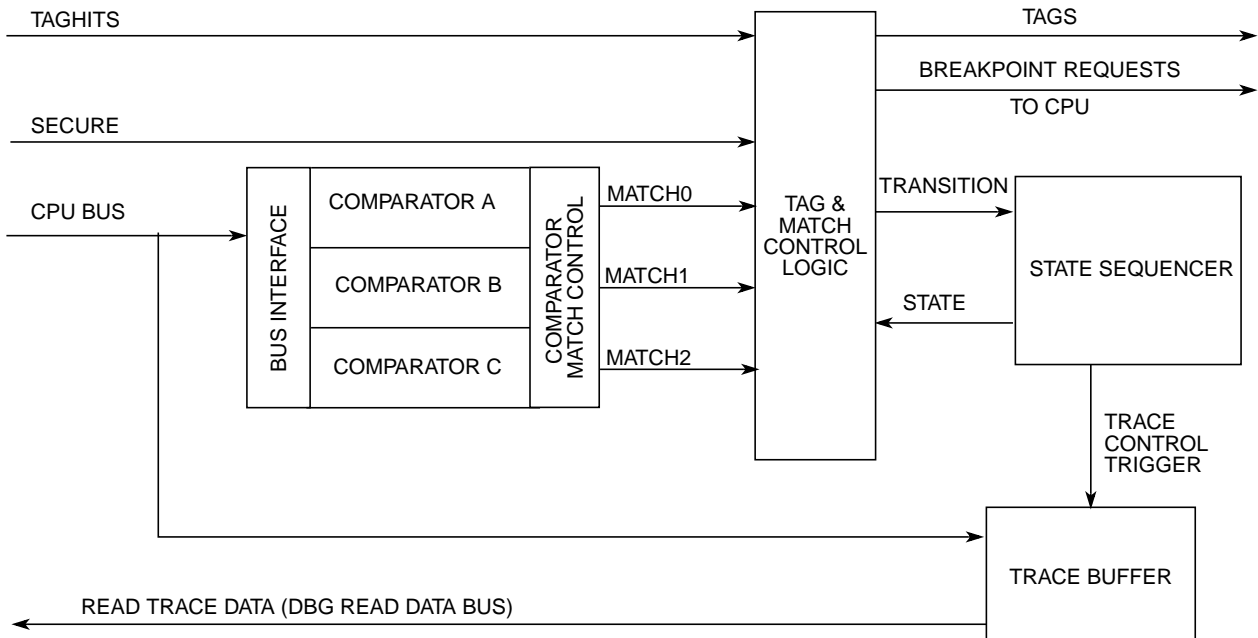 TAGHITS
TAGS
BREAKPOINT REQUESTS
TO CPU
SECURE
CPU BUS
BUS INTERFACE
COMPARATOR A
COMPARATOR B
COMPARATOR C
COMPARATOR
MATCH CONTROL
MATCH0
MATCH1
MATCH2
TAG &
MATCH
CONTROL
LOGIC
TRANSITION
STATE
STATE SEQUENCER
TRACE
CONTROL
TRIGGER
TRACE BUFFER
READ TRACE DATA (DBG READ DATA BUS)